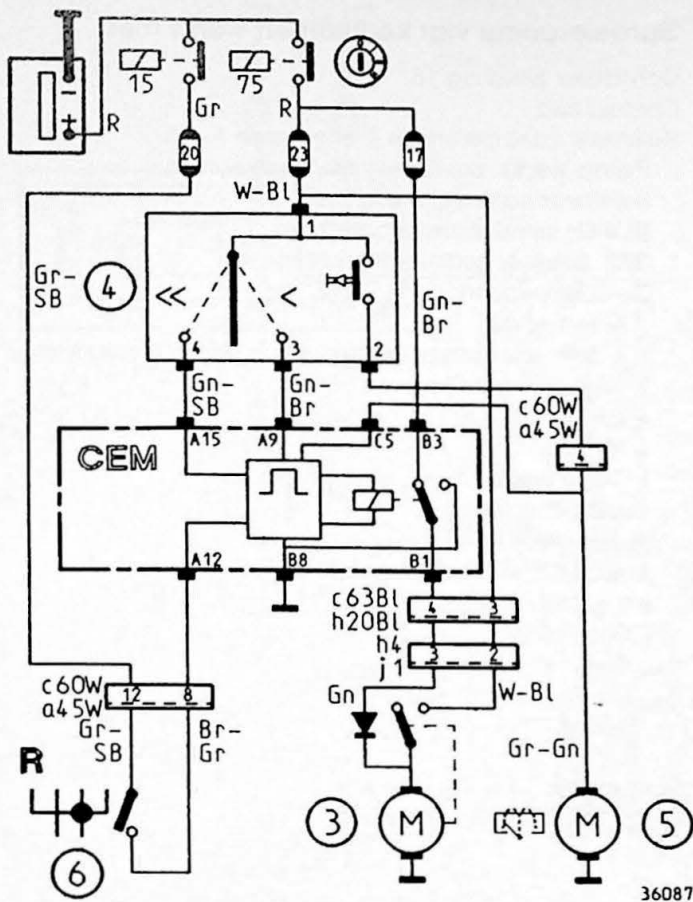 15
75
R
Gr
R
20
23
17
W-Bl
Gr-
SB
4
1
<<
<
4
3
2
Gn-
Br
Gn-
SB
Gn-
Br
c60W
a45W
4
CEM
A15
A9
C5
B3
A12
B8
B1
c63Bl
h20Bl
4
3
h4
j1
3
2
c60W
a45W
12
8
Gn
W-Bl
Gr-
SB
Br-
Gr
Gr-Gn
R
3
M
M
5
6
36087